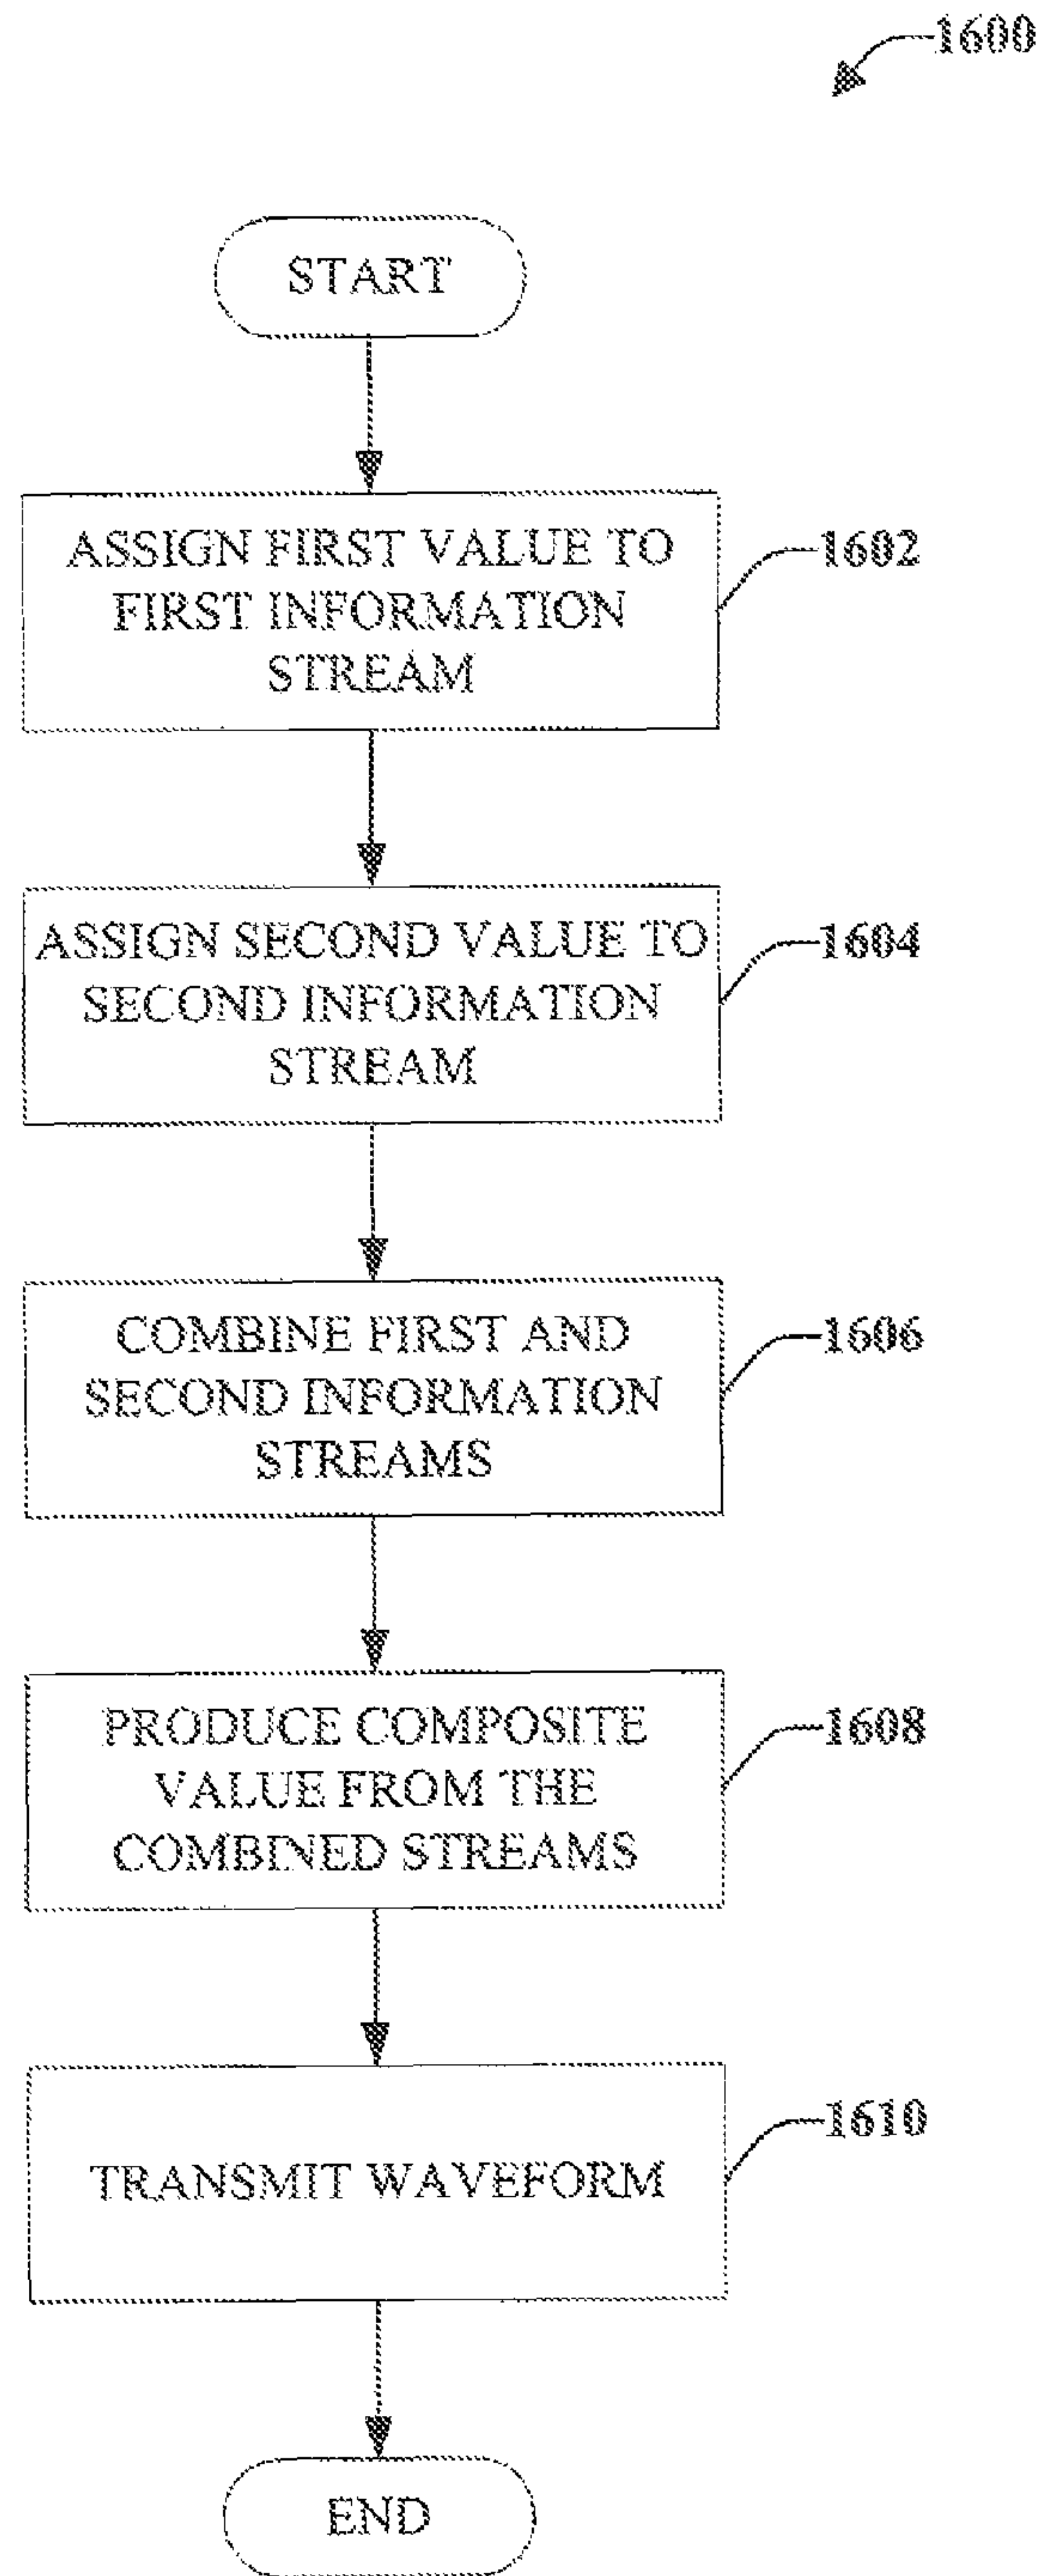 1600
START
ASSIGN FIRST VALUE TO
FIRST INFORMATION
STREAM
1602
ASSIGN SECOND VALUE TO
SECOND INFORMATION
STREAM
1604
COMBINE FIRST AND
SECOND INFORMATION
STREAMS
1606
PRODUCE COMPOSITE
VALUE FROM THE
COMBINED STREAMS
1608
TRANSMIT WAVEFORM
1610
END